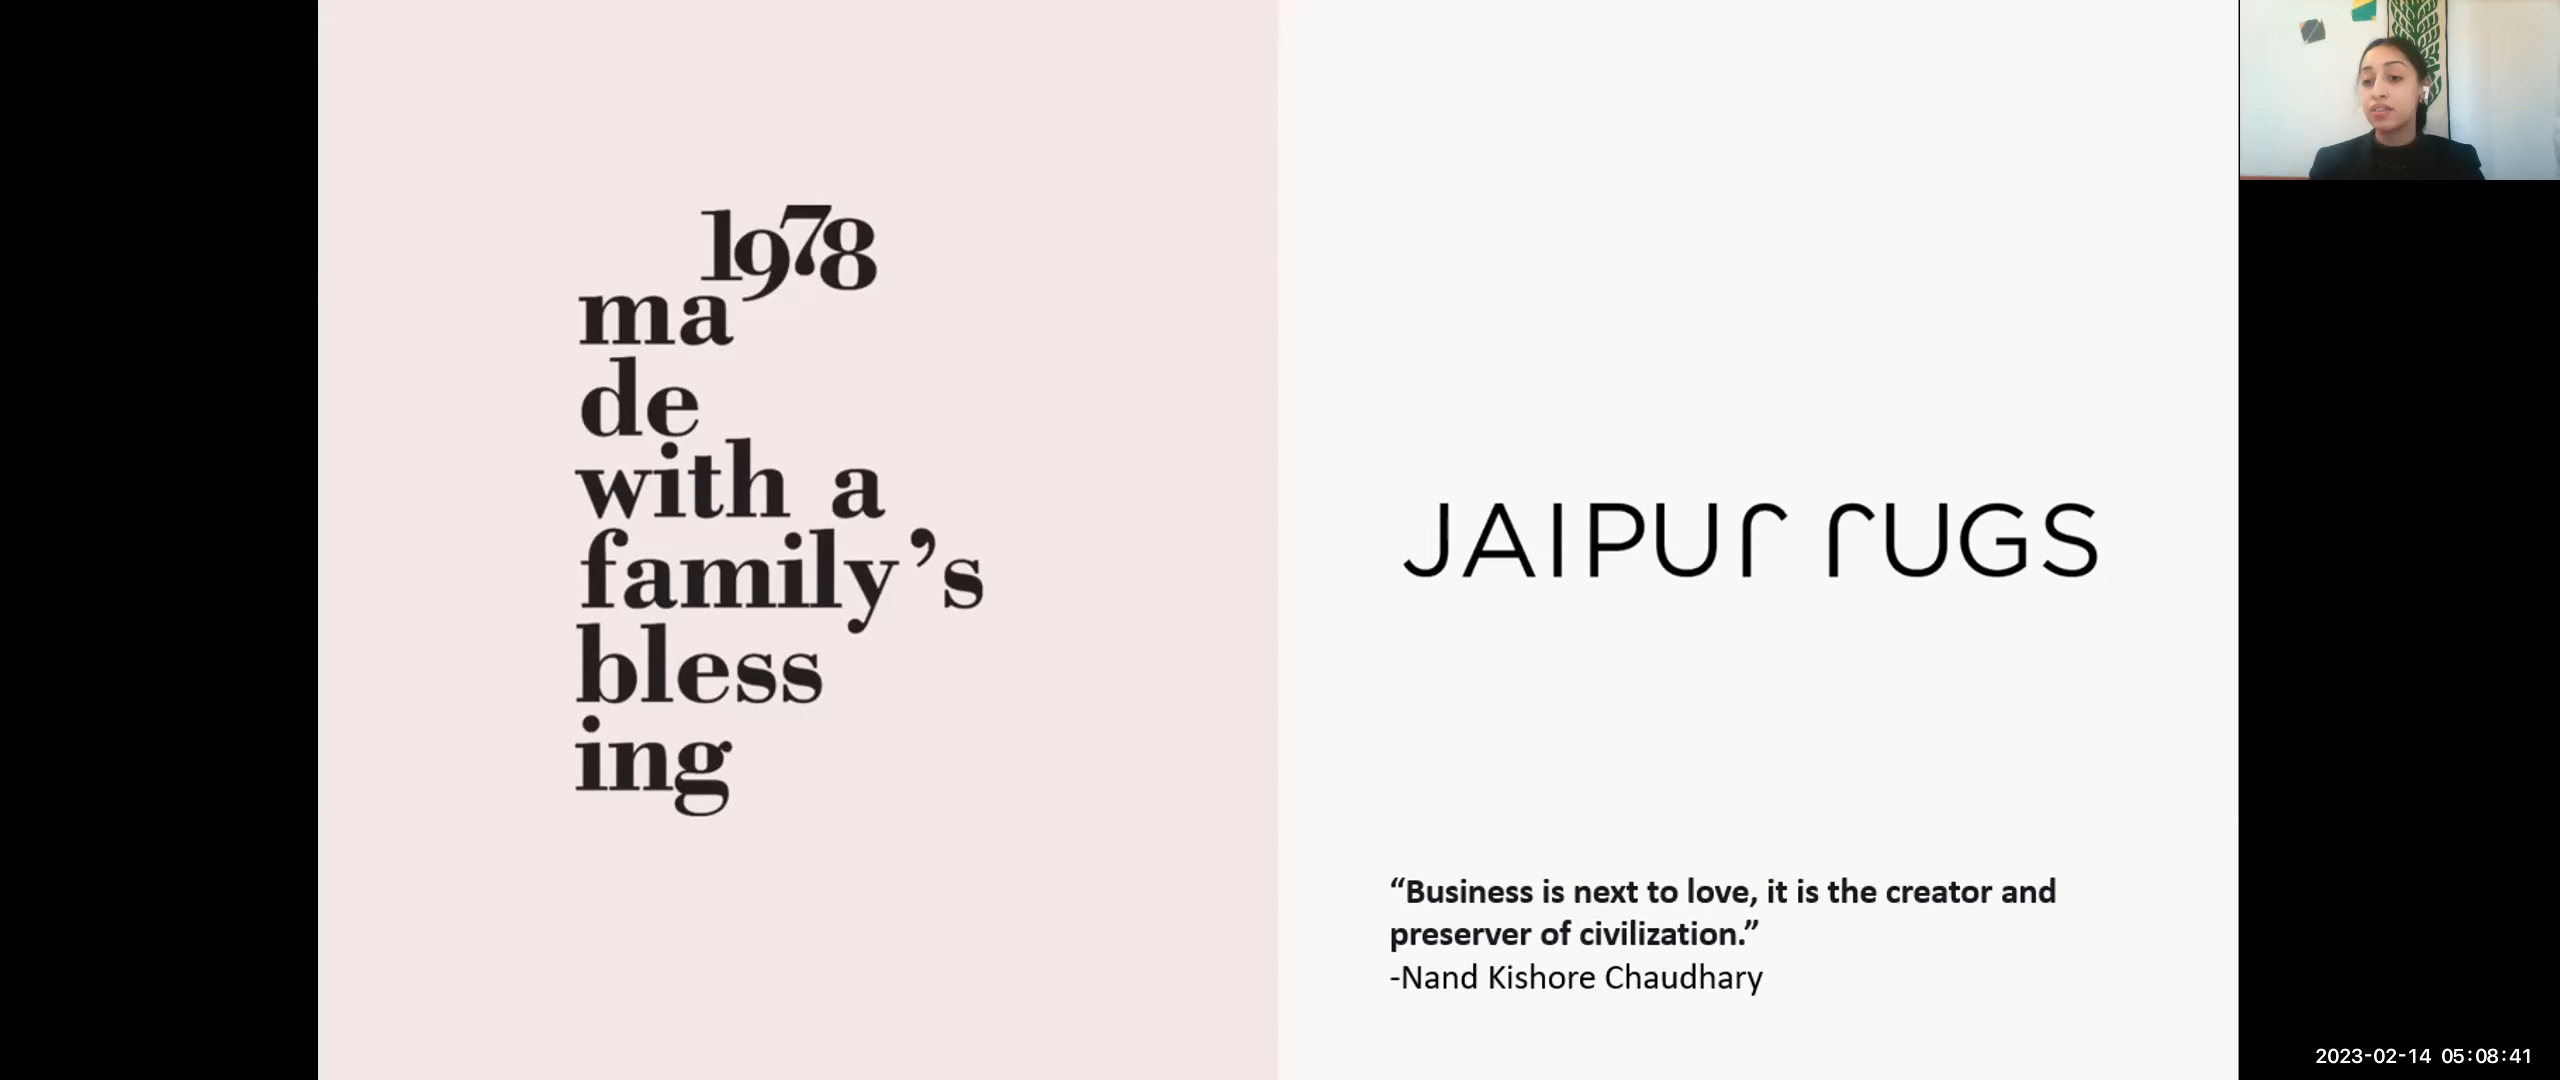 1978
ma
de
with a
family’s
bless
ing
JAIPUr rUGS
“Business is next to love, it is the creator and
preserver of civilization.”
-Nand Kishore Chaudhary
2023-02-14 05:08:41